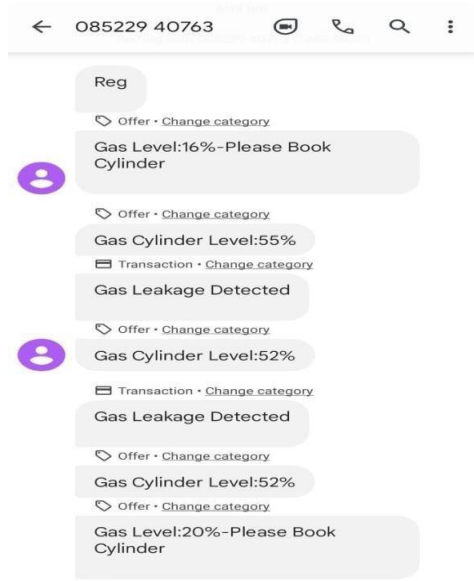 085229 40763
Reg
Offer • Change category
Gas Level:16%-Please Book
Cylinder
Offer • Change category
Gas Cylinder Level:55%
Transaction • Change category
Gas Leakage Detected
Offer • Change category
Gas Cylinder Level:52%
Transaction • Change category
Gas Leakage Detected
Offer • Change category
Gas Cylinder Level:52%
Offer • Change category
Gas Level:20%-Please Book
Cylinder